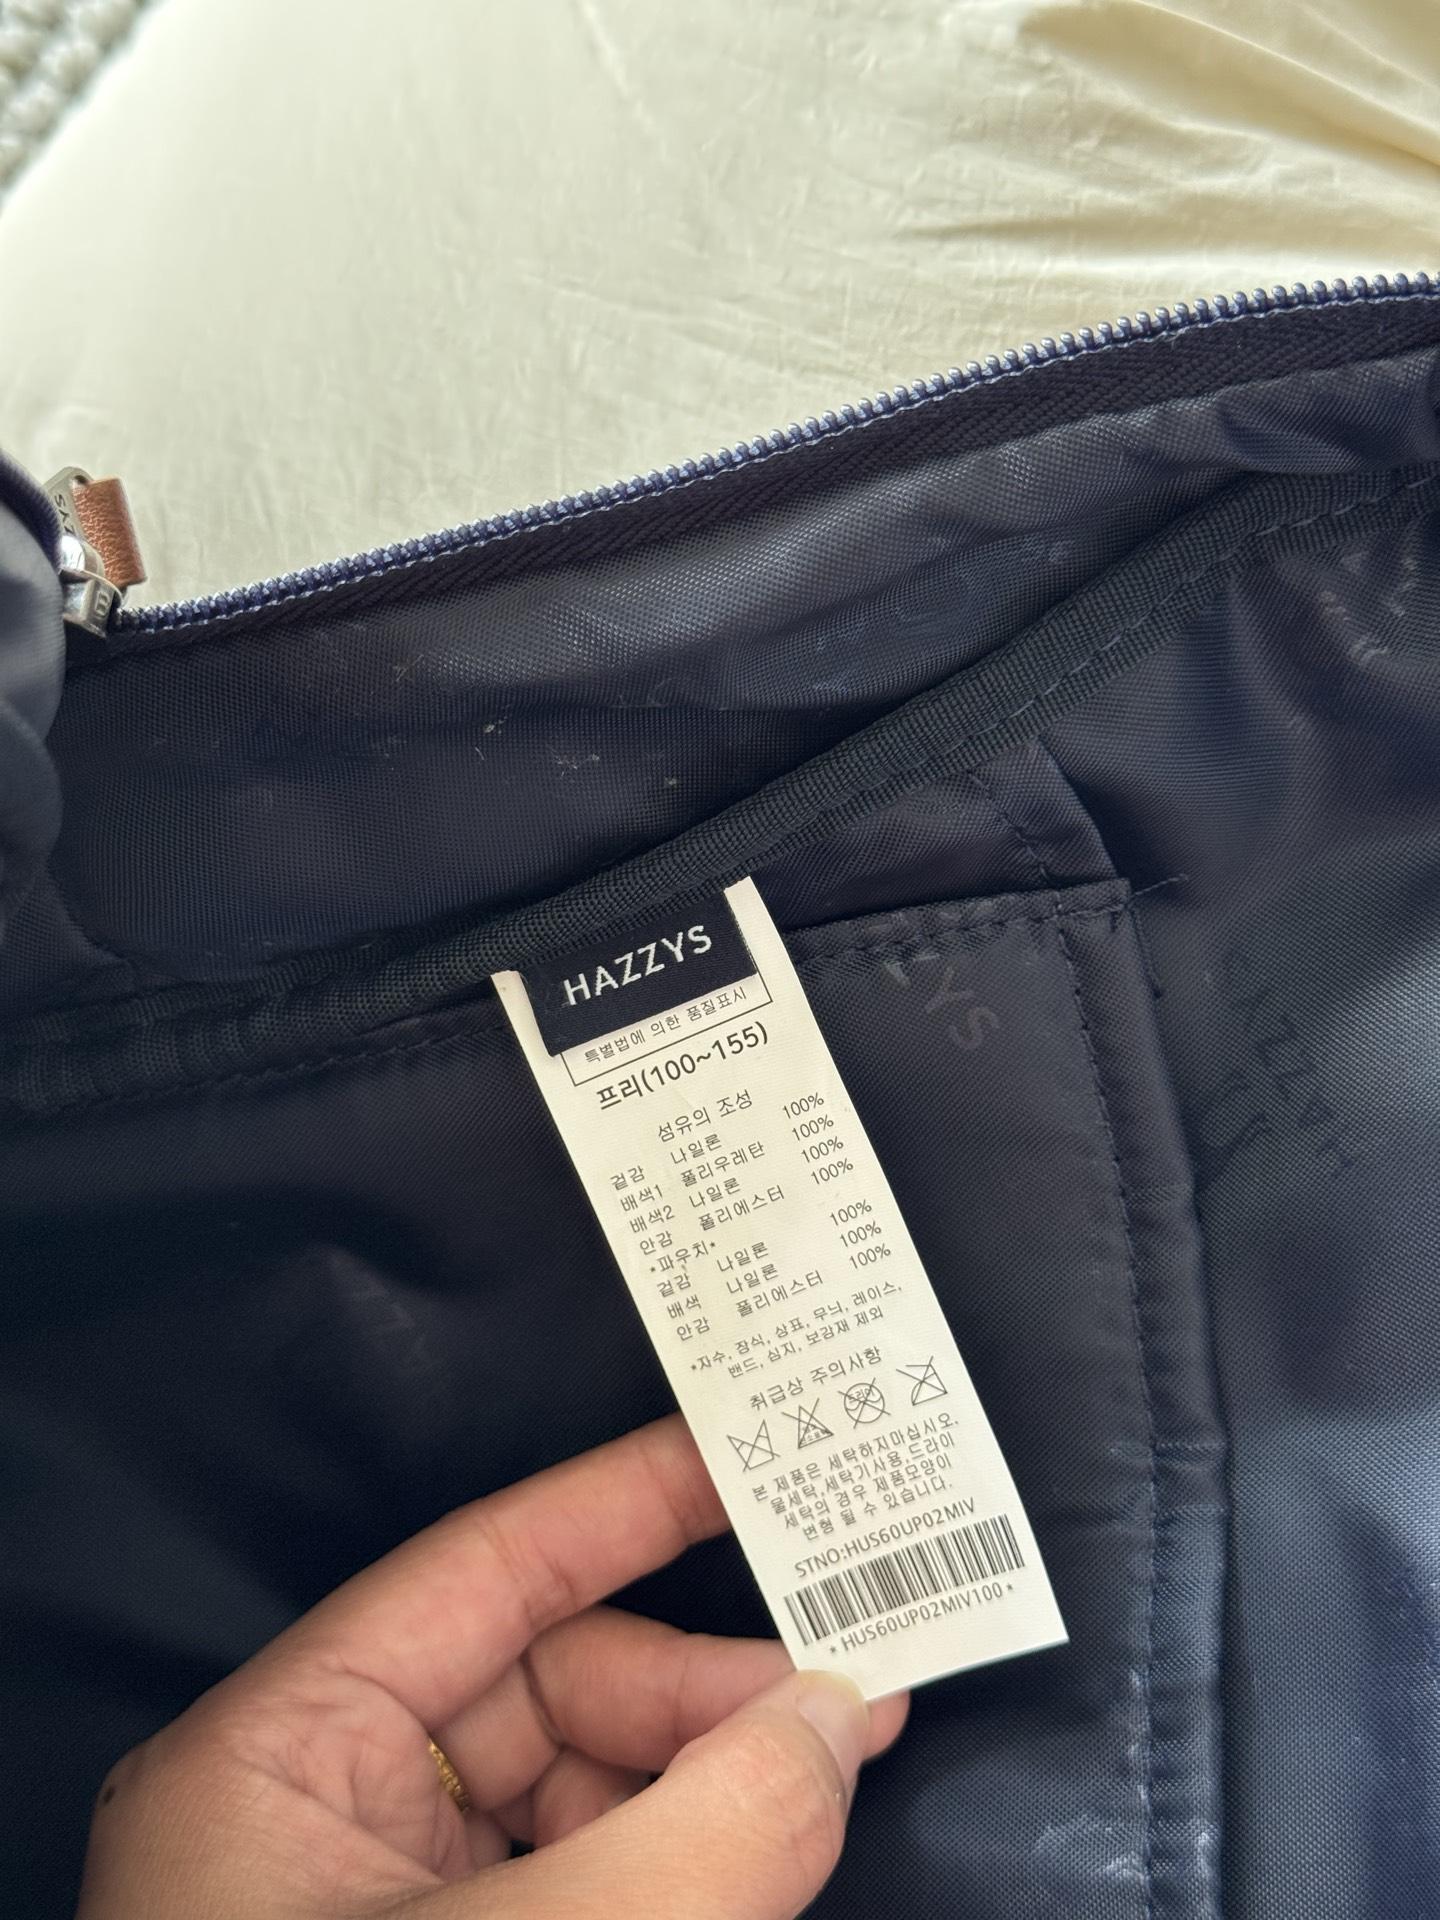 HAZZYS
특별법에 의한 품질표시
프리(100~155)
섬유의 조성
겉감 나일론 100%
배색1 폴리우레탄 100%
배색2 나일론 100%
안감 폴리에스터 100%
*파우치*
겉감 나일론 100%
배색 나일론 100%
안감 폴리에스터 100%
*자수, 장식, 상표, 무늬, 레이스,
밴드, 심지, 보강재 제외
취급상 주의사항
드라이
본 제품은 세탁하지마십시오.
물세탁,세탁기사용,드라이
세탁의 경우 제품모양이
변형 될 수 있습니다.
STNO:HUS60UP02MIV
*HUS60UP02MIV100*